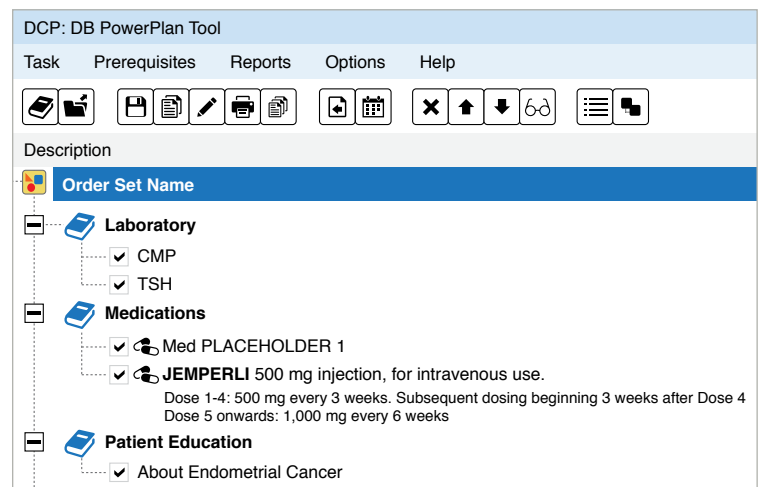 DCP: DB PowerPlan Tool
Task Prerequisites Reports Options Help
Description
Order Set Name
Laboratory
CMP
TSH
Medications
Med PLACEHOLDER 1
JEMPERLI 500 mg injection, for intravenous use.
Dose 1-4: 500 mg every 3 weeks. Subsequent dosing beginning 3 weeks after Dose 4
Dose 5 onwards: 1,000 mg every 6 weeks
Patient Education
About Endometrial Cancer